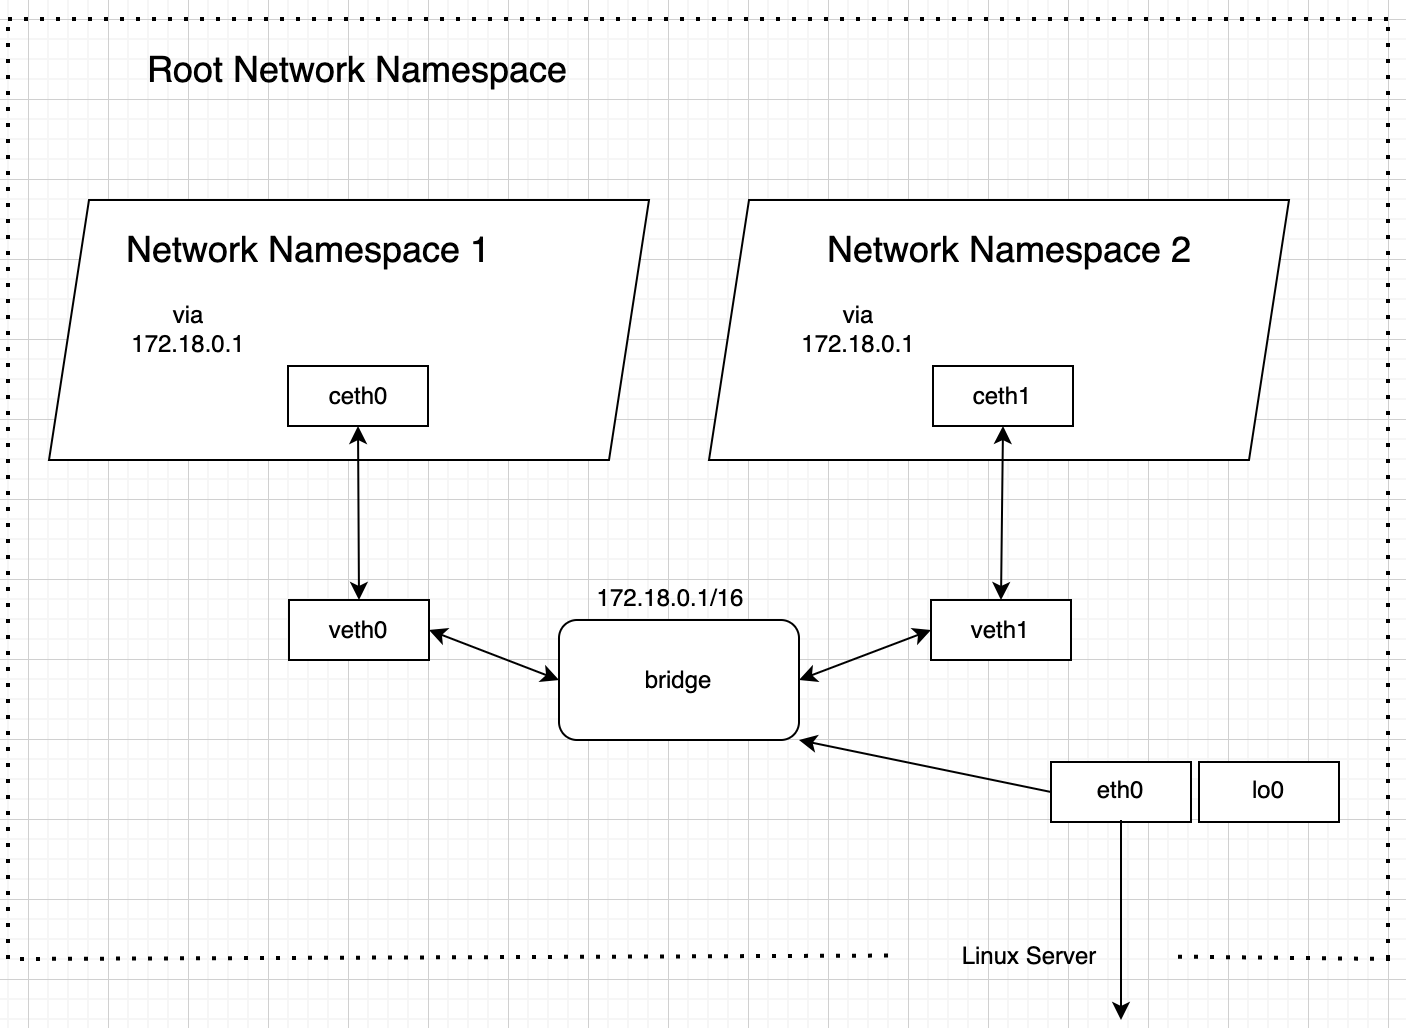 Root Network Namespace
Network Namespace 1
via
172.18.0.1
ceth0
Network Namespace 2
via
172.18.0.1
ceth1
veth0
172.18.0.1/16
bridge
veth1
eth0
lo0
Linux Server